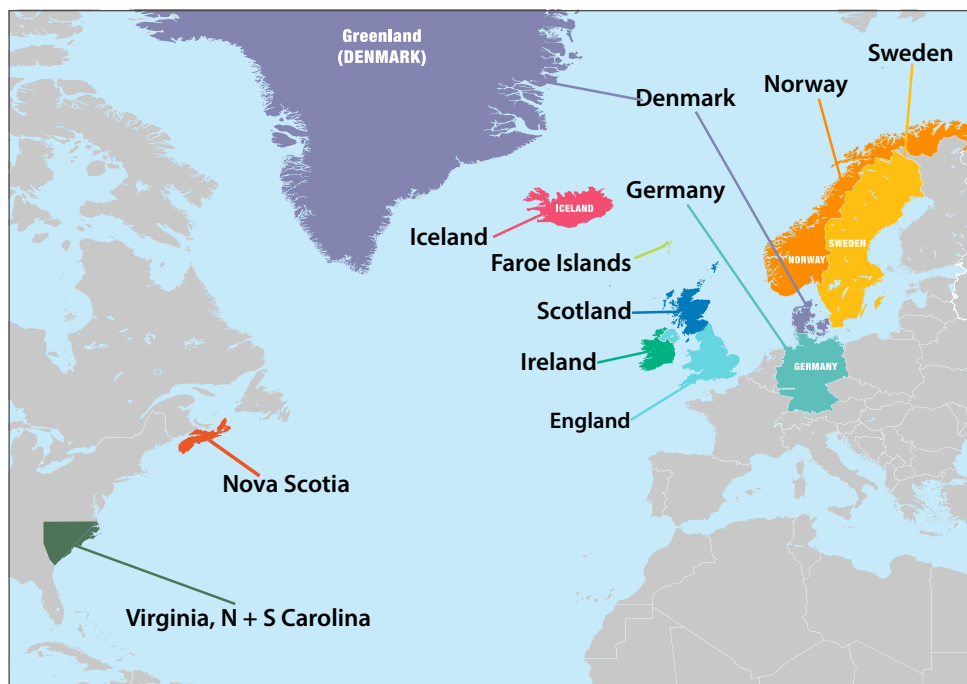 Greenland
(DENMARK)
Sweden
Norway
Denmark
Germany
ICELAND
Iceland
SWEDEN
NORWAY
Faroe Islands
Scotland
Ireland
GERMANY
England
Nova Scotia
Virginia, N + S Carolina